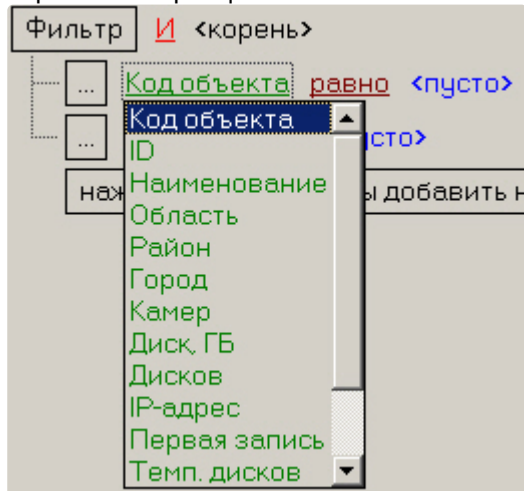 Фильтр И <корень>
... Код объекта равно <пусто>
Код объекта
... усто>
ID
наж Наименование ы добавить н
Область
Район
Город
Камер
Диск, ГБ
Дисков
IP-адрес
Первая запись
Темп. дисков